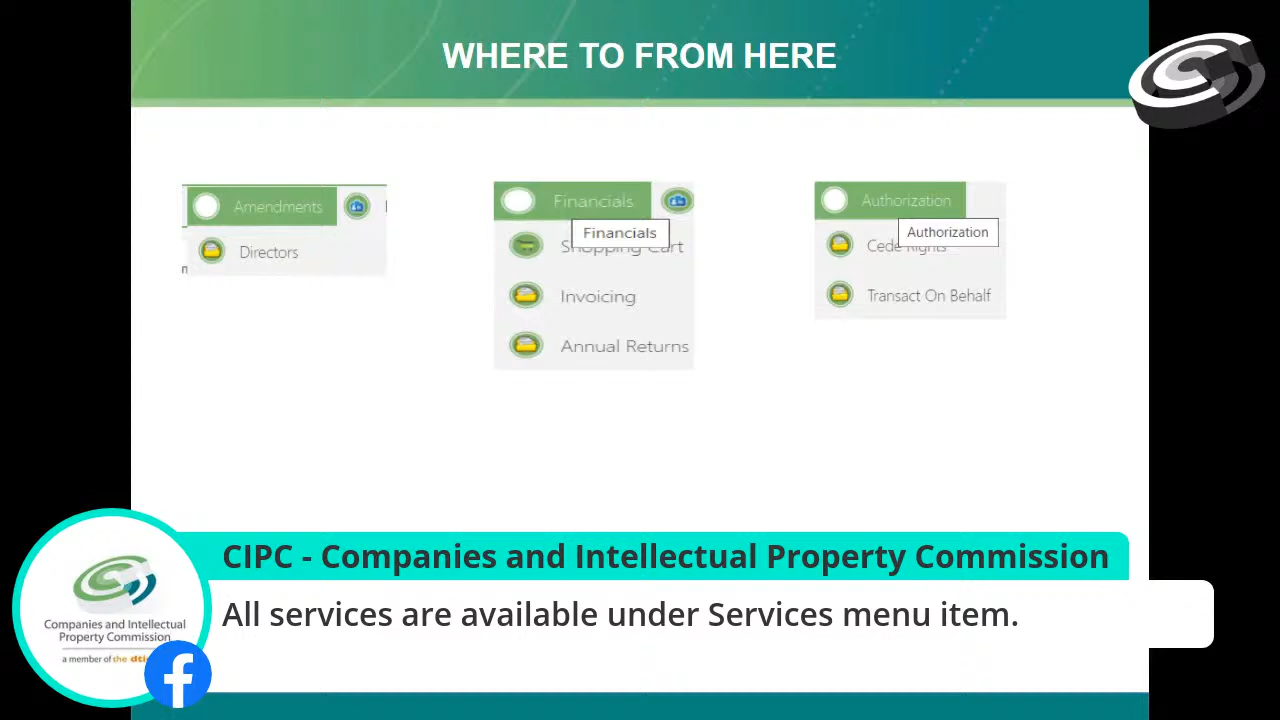 WHERE TO FROM HERE
Amendments
Directors
Financials
Financials
Shopping Cart
Invoicing
Annual Returns
Authorization
Authorization
Cede Rights
Transact On Behalf
CIPC - Companies and Intellectual Property Commission
All services are available under Services menu item.
Companies and Intellectual
Property Commission
a member of the dtic